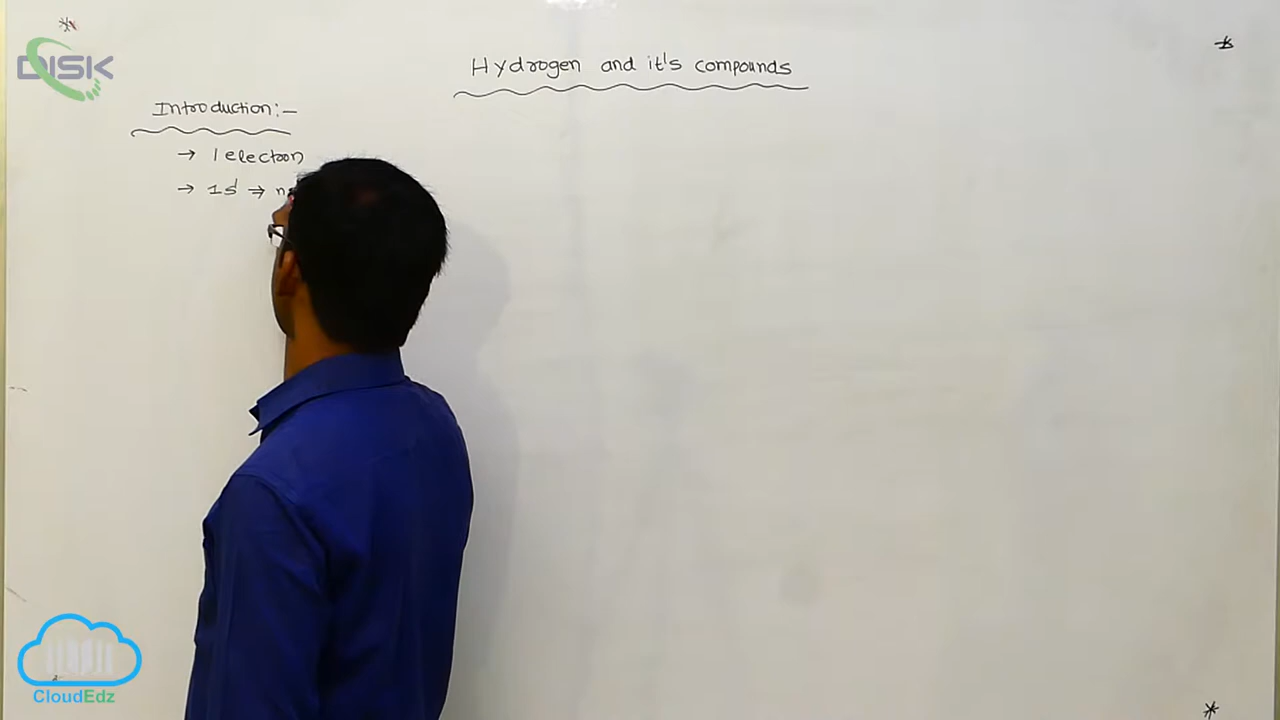 DISK
Hydrogen and it's compounds
Introduction:-
→ 1 electron
→ 1s¹ ⇒
CloudEdz